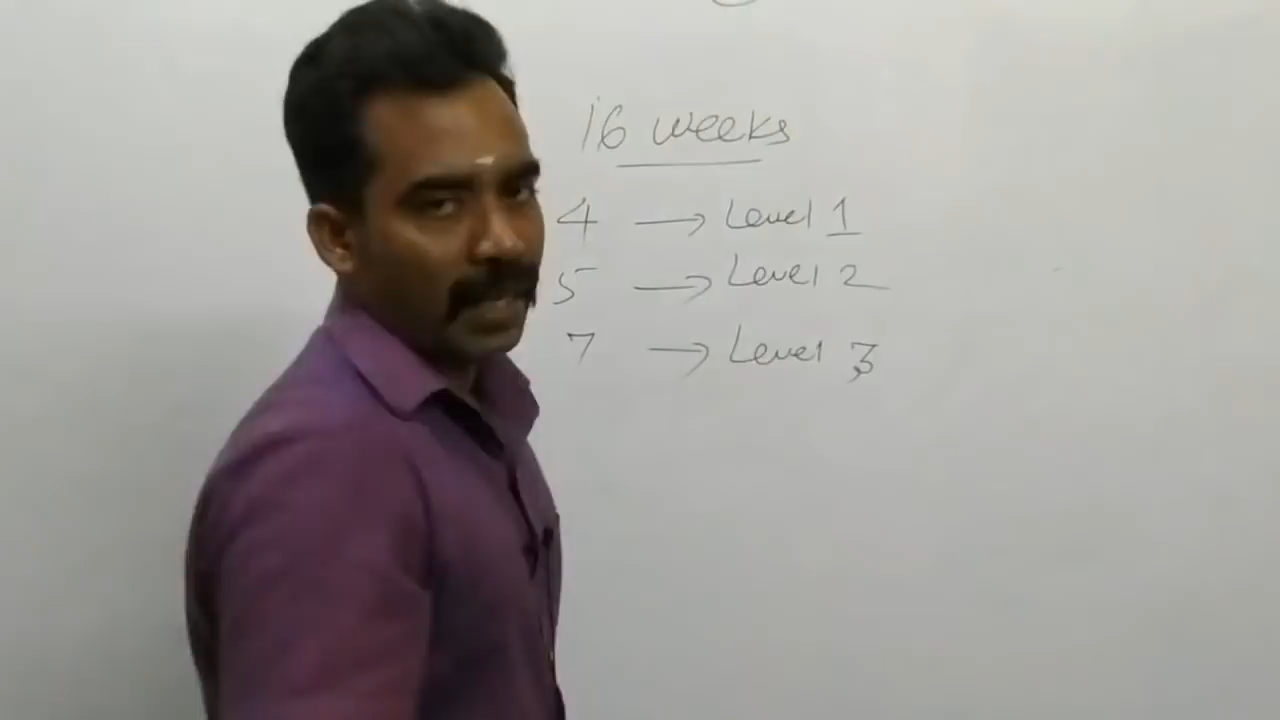 16 weeks
4 → Level 1
5 → Level 2
7 → Level 3